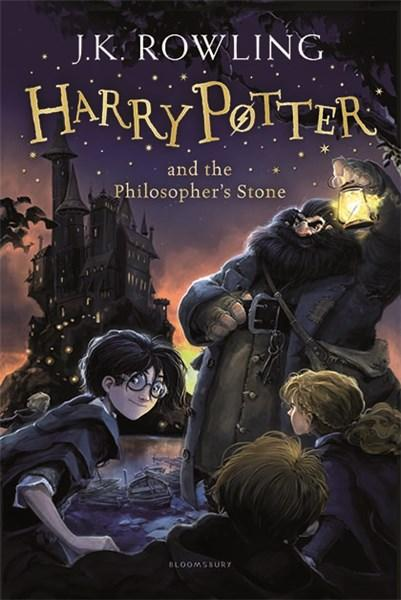 J.K. ROWLING
HARRY POTTER
and the
Philosopher's Stone
BLOOMSBURY